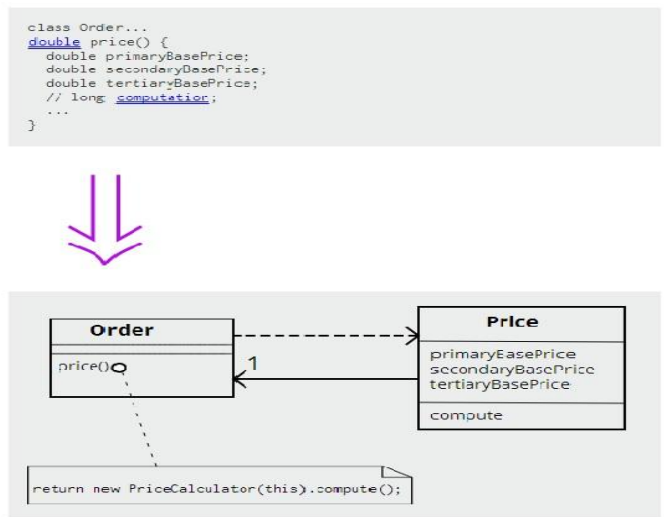 class Order...
double price() {
double primaryBasePrice;
double secondaryBasePrice;
double tertiaryBasePrice;
// long computation;
...
}
Order
price()
1
Price
primaryBasePrice
secondaryBasePrice
tertiaryBasePrice
compute
return new PriceCalculator(this).compute();